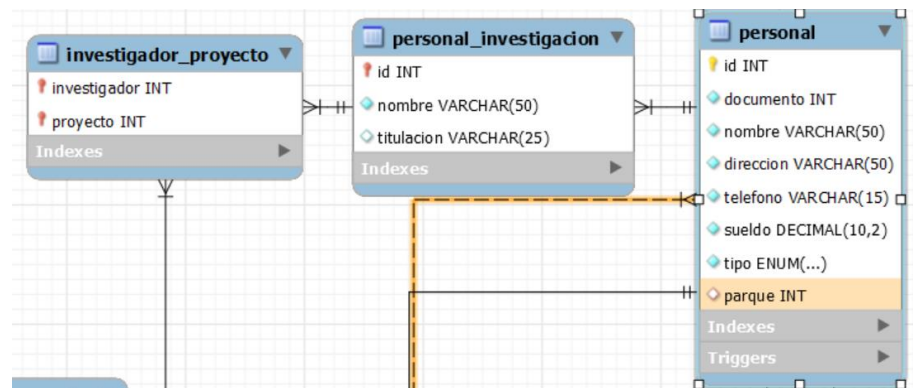 investigador_proyecto
investigador INT
proyecto INT
Indexes
personal_investigacion
id INT
nombre VARCHAR(50)
titulacion VARCHAR(25)
Indexes
personal
id INT
documento INT
nombre VARCHAR(50)
direccion VARCHAR(50)
telefono VARCHAR(15)
sueldo DECIMAL(10,2)
tipo ENUM(...)
parque INT
Indexes
Triggers